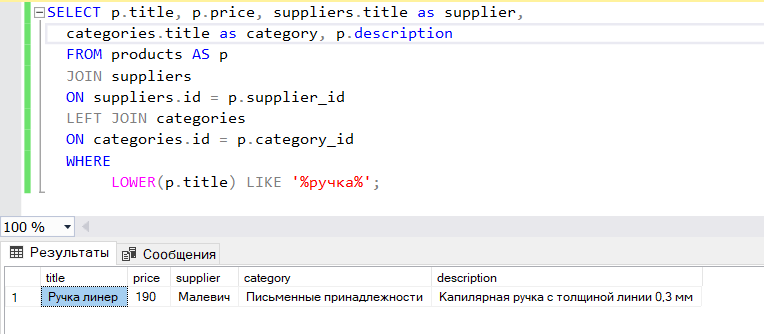 SELECT p.title, p.price, suppliers.title as supplier,
categories.title as category, p.description
FROM products AS p
JOIN suppliers
ON suppliers.id = p.supplier_id
LEFT JOIN categories
ON categories.id = p.category_id
WHERE
LOWER(p.title) LIKE '%ручка%';
100 %
Результаты Сообщения
title price supplier category description
1 Ручка линер 190 Малевич Письменные принадлежности Капилярная ручка с толщиной линии 0,3 мм